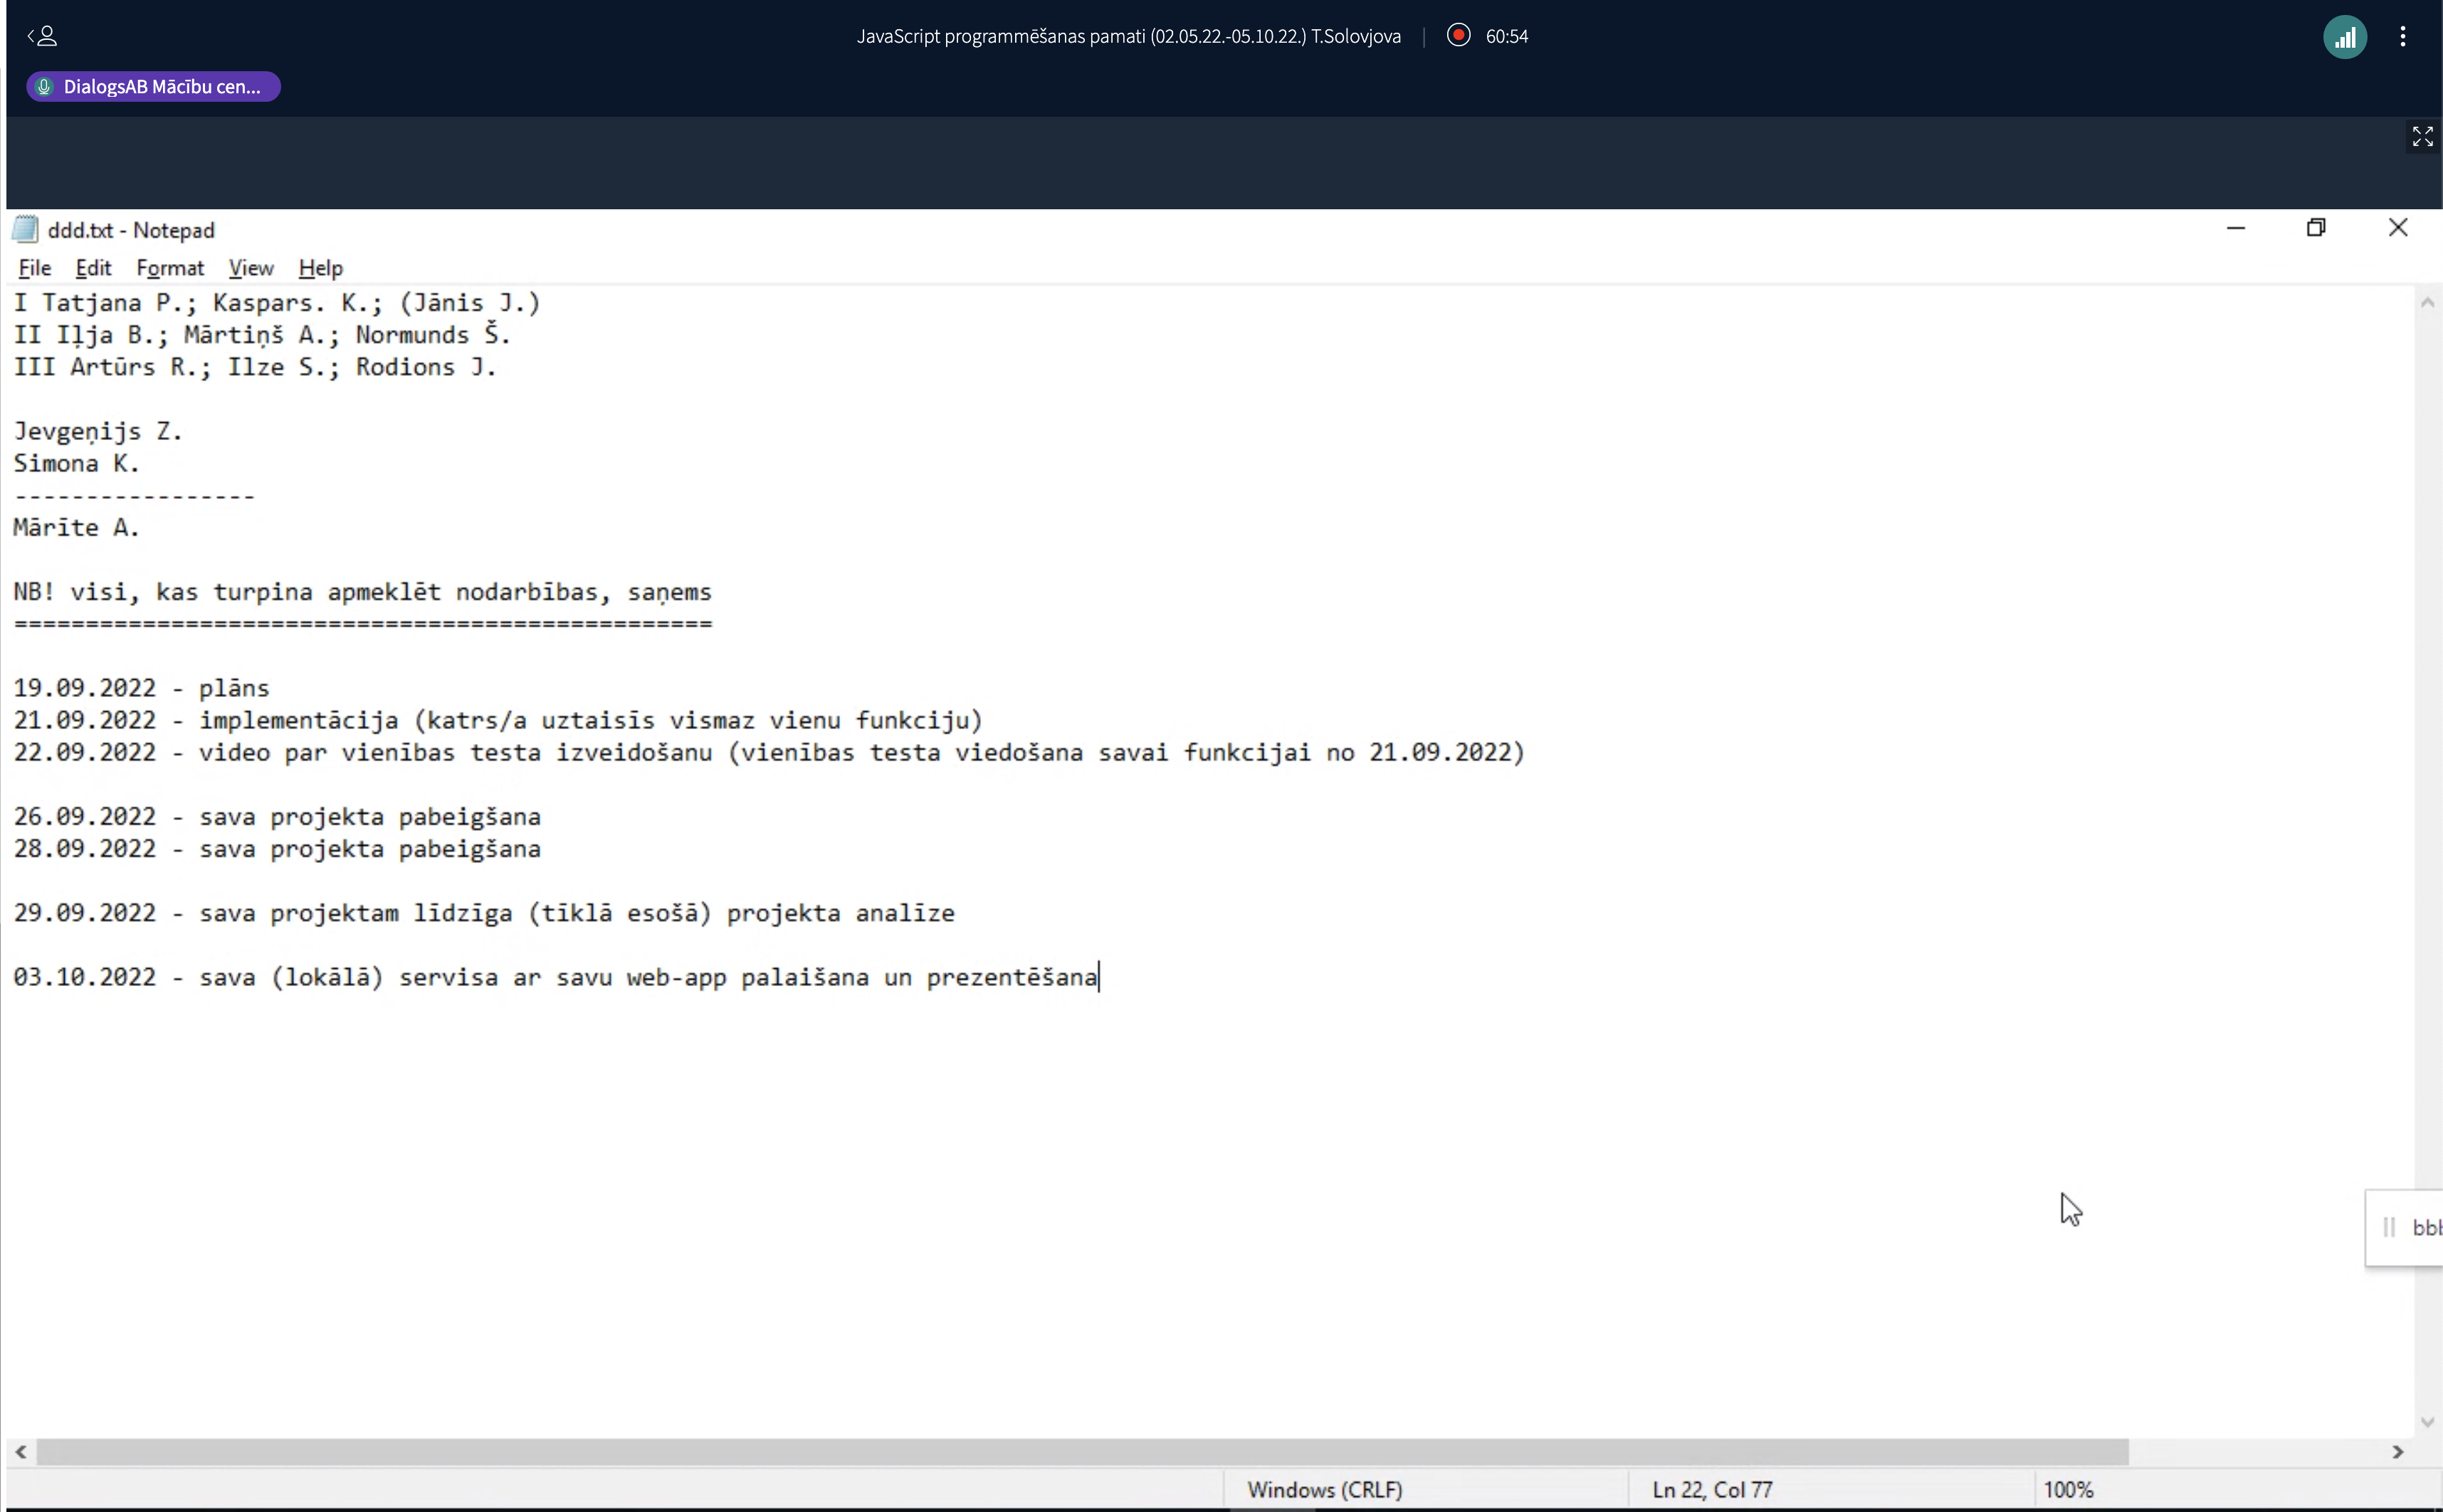 JavaScript programmēšanas pamati (02.05.22.-05.10.22.) T.Solovjova | 60:54
DialogsAB Mācību cen...
ddd.txt - Notepad
File Edit Format View Help
I Tatjana P.; Kaspars. K.; (Jānis J.)
II Iļja B.; Mārtiņš A.; Normunds Š.
III Artūrs R.; Ilze S.; Rodions J.
Jevgeņijs Z.
Simona K.
-----------------
Mārīte A.
NB! visi, kas turpina apmeklēt nodarbības, saņems
=================================================
19.09.2022 - plāns
21.09.2022 - implementācija (katrs/a uztaisīs vismaz vienu funkciju)
22.09.2022 - video par vienības testa izveidošanu (vienības testa viedošana savai funkcijai no 21.09.2022)
26.09.2022 - sava projekta pabeigšana
28.09.2022 - sava projekta pabeigšana
29.09.2022 - sava projektam līdzīga (tīklā esošā) projekta analīze
03.10.2022 - sava (lokālā) servisa ar savu web-app palaišana un prezentēšana
Windows (CRLF) Ln 22, Col 77 100%